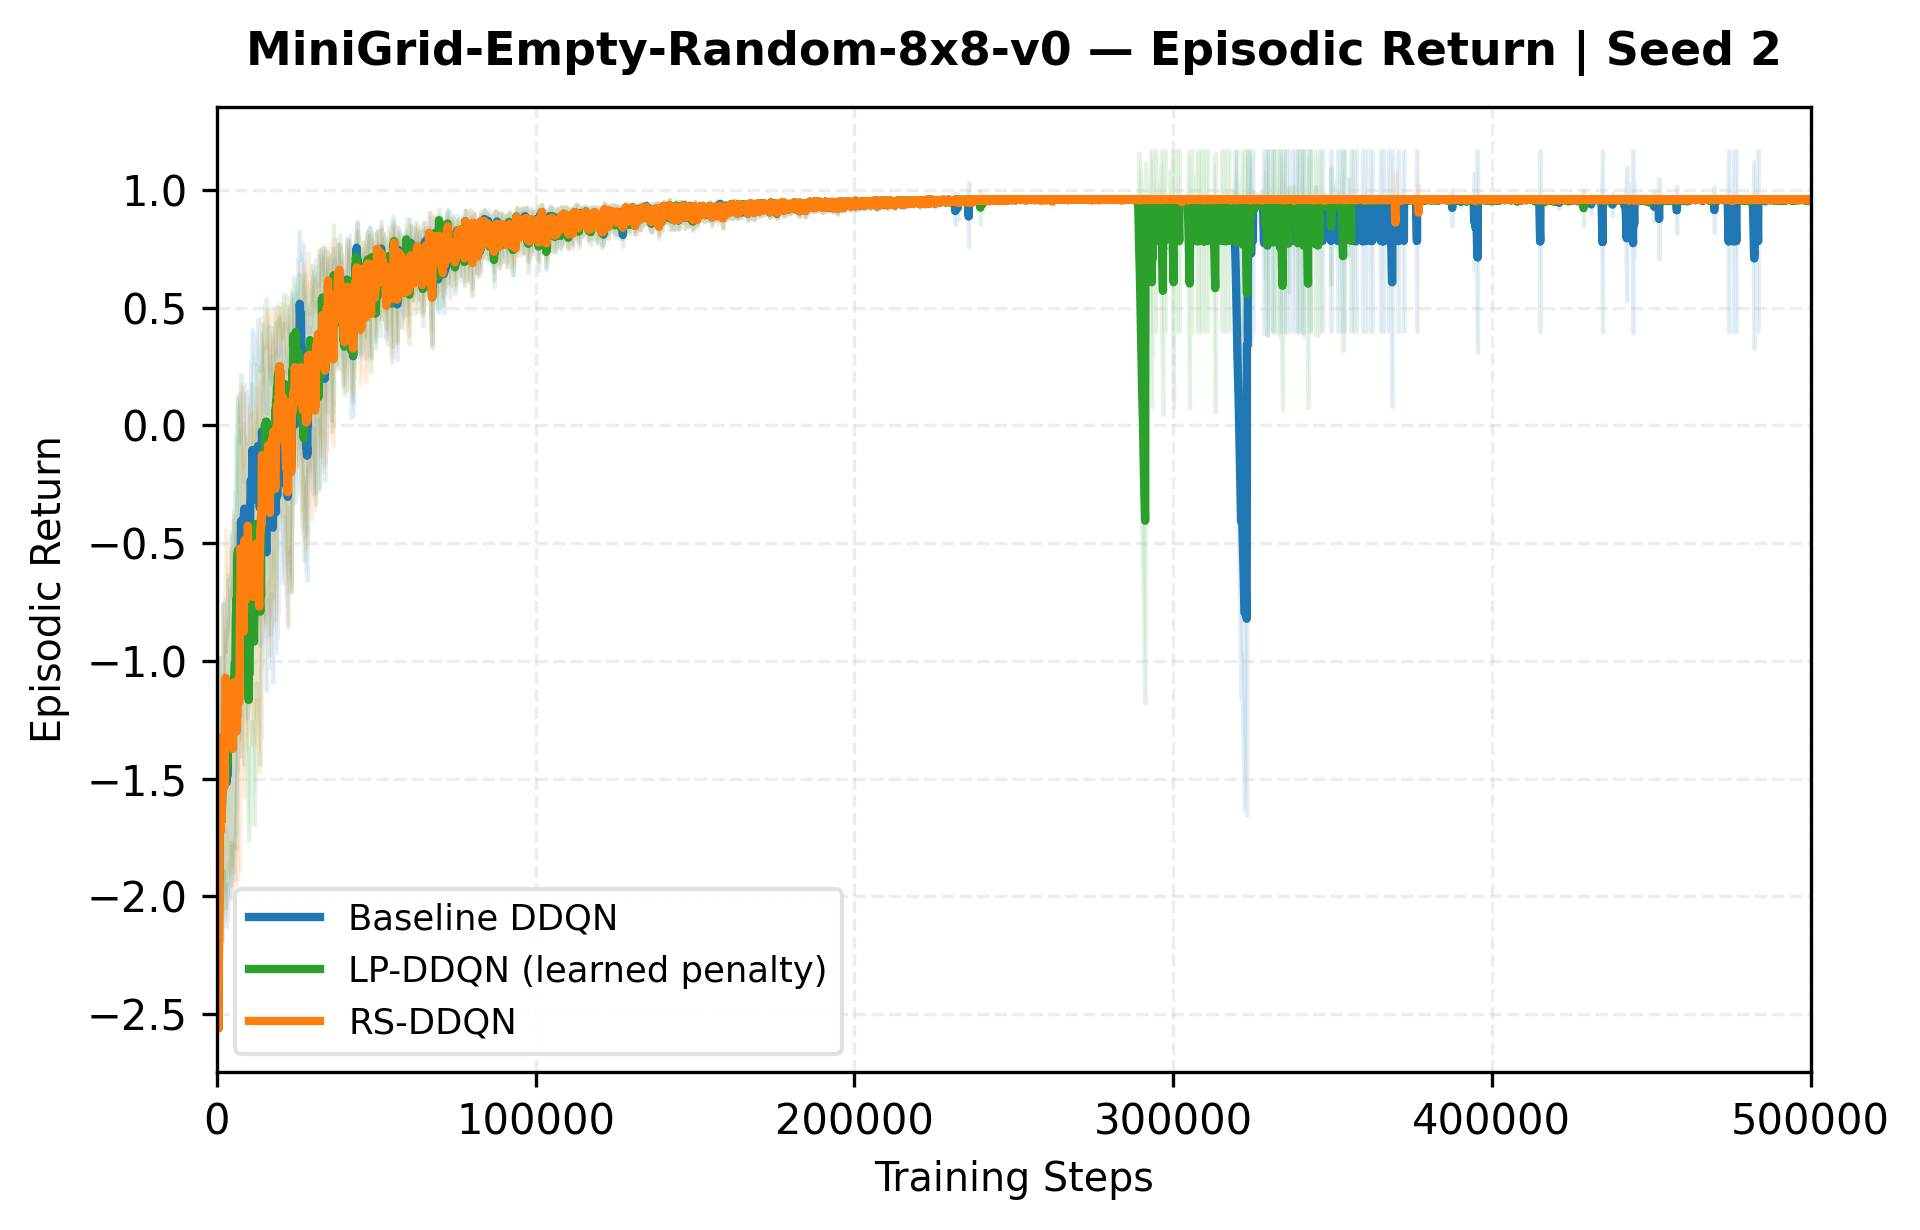 MiniGrid-Empty-Random-8x8-v0 — Episodic Return | Seed 2
Episodic Return
1.0
0.5
0.0
−0.5
−1.0
−1.5
−2.0
−2.5
Baseline DDQN
LP-DDQN (learned penalty)
RS-DDQN
0
100000
200000
300000
400000
500000
Training Steps